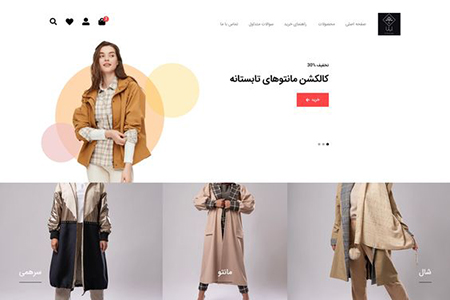 صفحه اصلی
محصولات
راهنمای خرید
سوالات متداول
تماس با ما
تخفیف 30%
کالکشن مانتوهای تابستانه
خرید
شال
مانتو
سرهمی